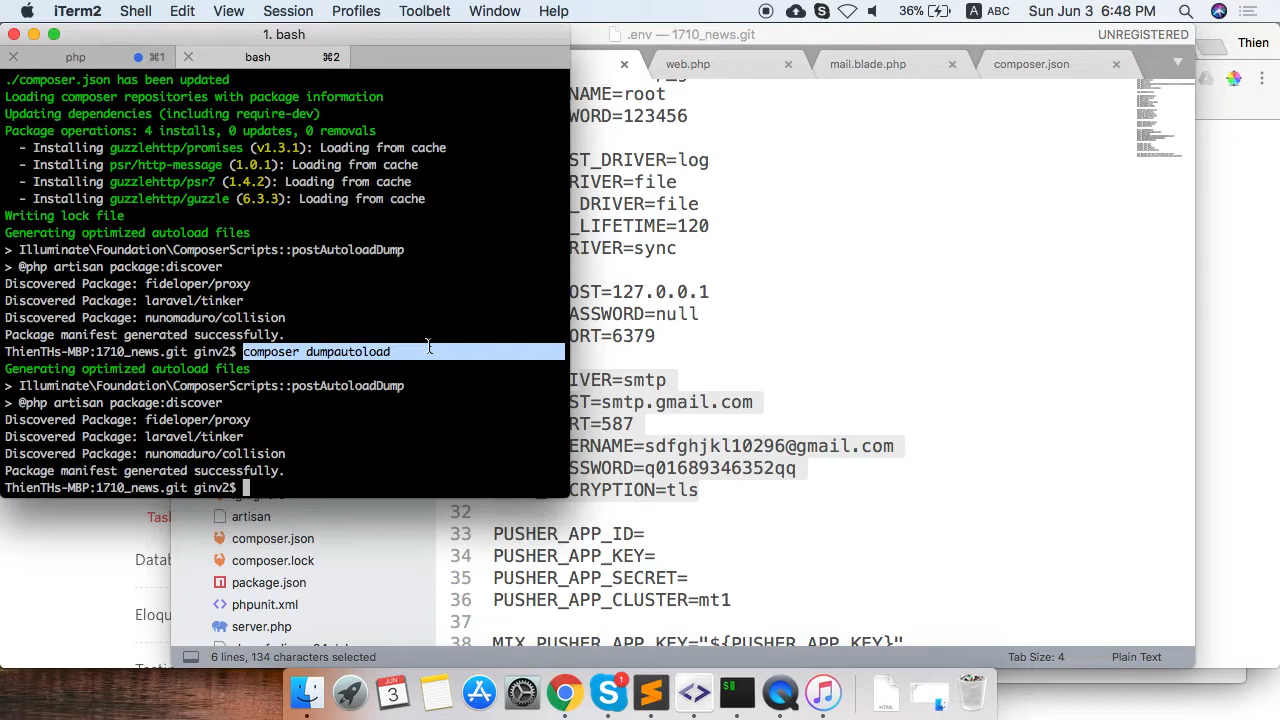 iTerm2 Shell Edit View Session Profiles Toolbelt Window Help 36% A ABC Sun Jun 3 6:48 PM
1. bash
.env — 1710_news.git UNREGISTERED
php ⌘1 bash ⌘2
web.php mail.blade.php composer.json
Thien
./composer.json has been updated
Loading composer repositories with package information
Updating dependencies (including require-dev)
Package operations: 4 installs, 0 updates, 0 removals
- Installing guzzlehttp/promises (v1.3.1): Loading from cache
- Installing psr/http-message (1.0.1): Loading from cache
- Installing guzzlehttp/psr7 (1.4.2): Loading from cache
- Installing guzzlehttp/guzzle (6.3.3): Loading from cache
Writing lock file
Generating optimized autoload files
> Illuminate\Foundation\ComposerScripts::postAutoloadDump
> @php artisan package:discover
Discovered Package: fideloper/proxy
Discovered Package: laravel/tinker
Discovered Package: nunomaduro/collision
Package manifest generated successfully.
ThienTHs-MBP:1710_news.git ginv2$ composer dumpautoload
Generating optimized autoload files
> Illuminate\Foundation\ComposerScripts::postAutoloadDump
> @php artisan package:discover
Discovered Package: fideloper/proxy
Discovered Package: laravel/tinker
Discovered Package: nunomaduro/collision
Package manifest generated successfully.
ThienTHs-MBP:1710_news.git ginv2$
NAME=root
WORD=123456
ST_DRIVER=log
RIVER=file
_DRIVER=file
_LIFETIME=120
RIVER=sync
OST=127.0.0.1
ASSWORD=null
ORT=6379
IVER=smtp
ST=smtp.gmail.com
RT=587
ERNAME=sdfghjkl10296@gmail.com
SSWORD=q01689346352qq
CRYPTION=tls
32
33 PUSHER_APP_ID=
34 PUSHER_APP_KEY=
35 PUSHER_APP_SECRET=
36 PUSHER_APP_CLUSTER=mt1
37
38 MIX_PUSHER_APP_KEY="${PUSHER_APP_KEY}"
artisan
composer.json
composer.lock
package.json
phpunit.xml
server.php
Task
Datab
Eloqu
6 lines, 134 characters selected Tab Size: 4 Plain Text
JUN
3
1
$
HTML